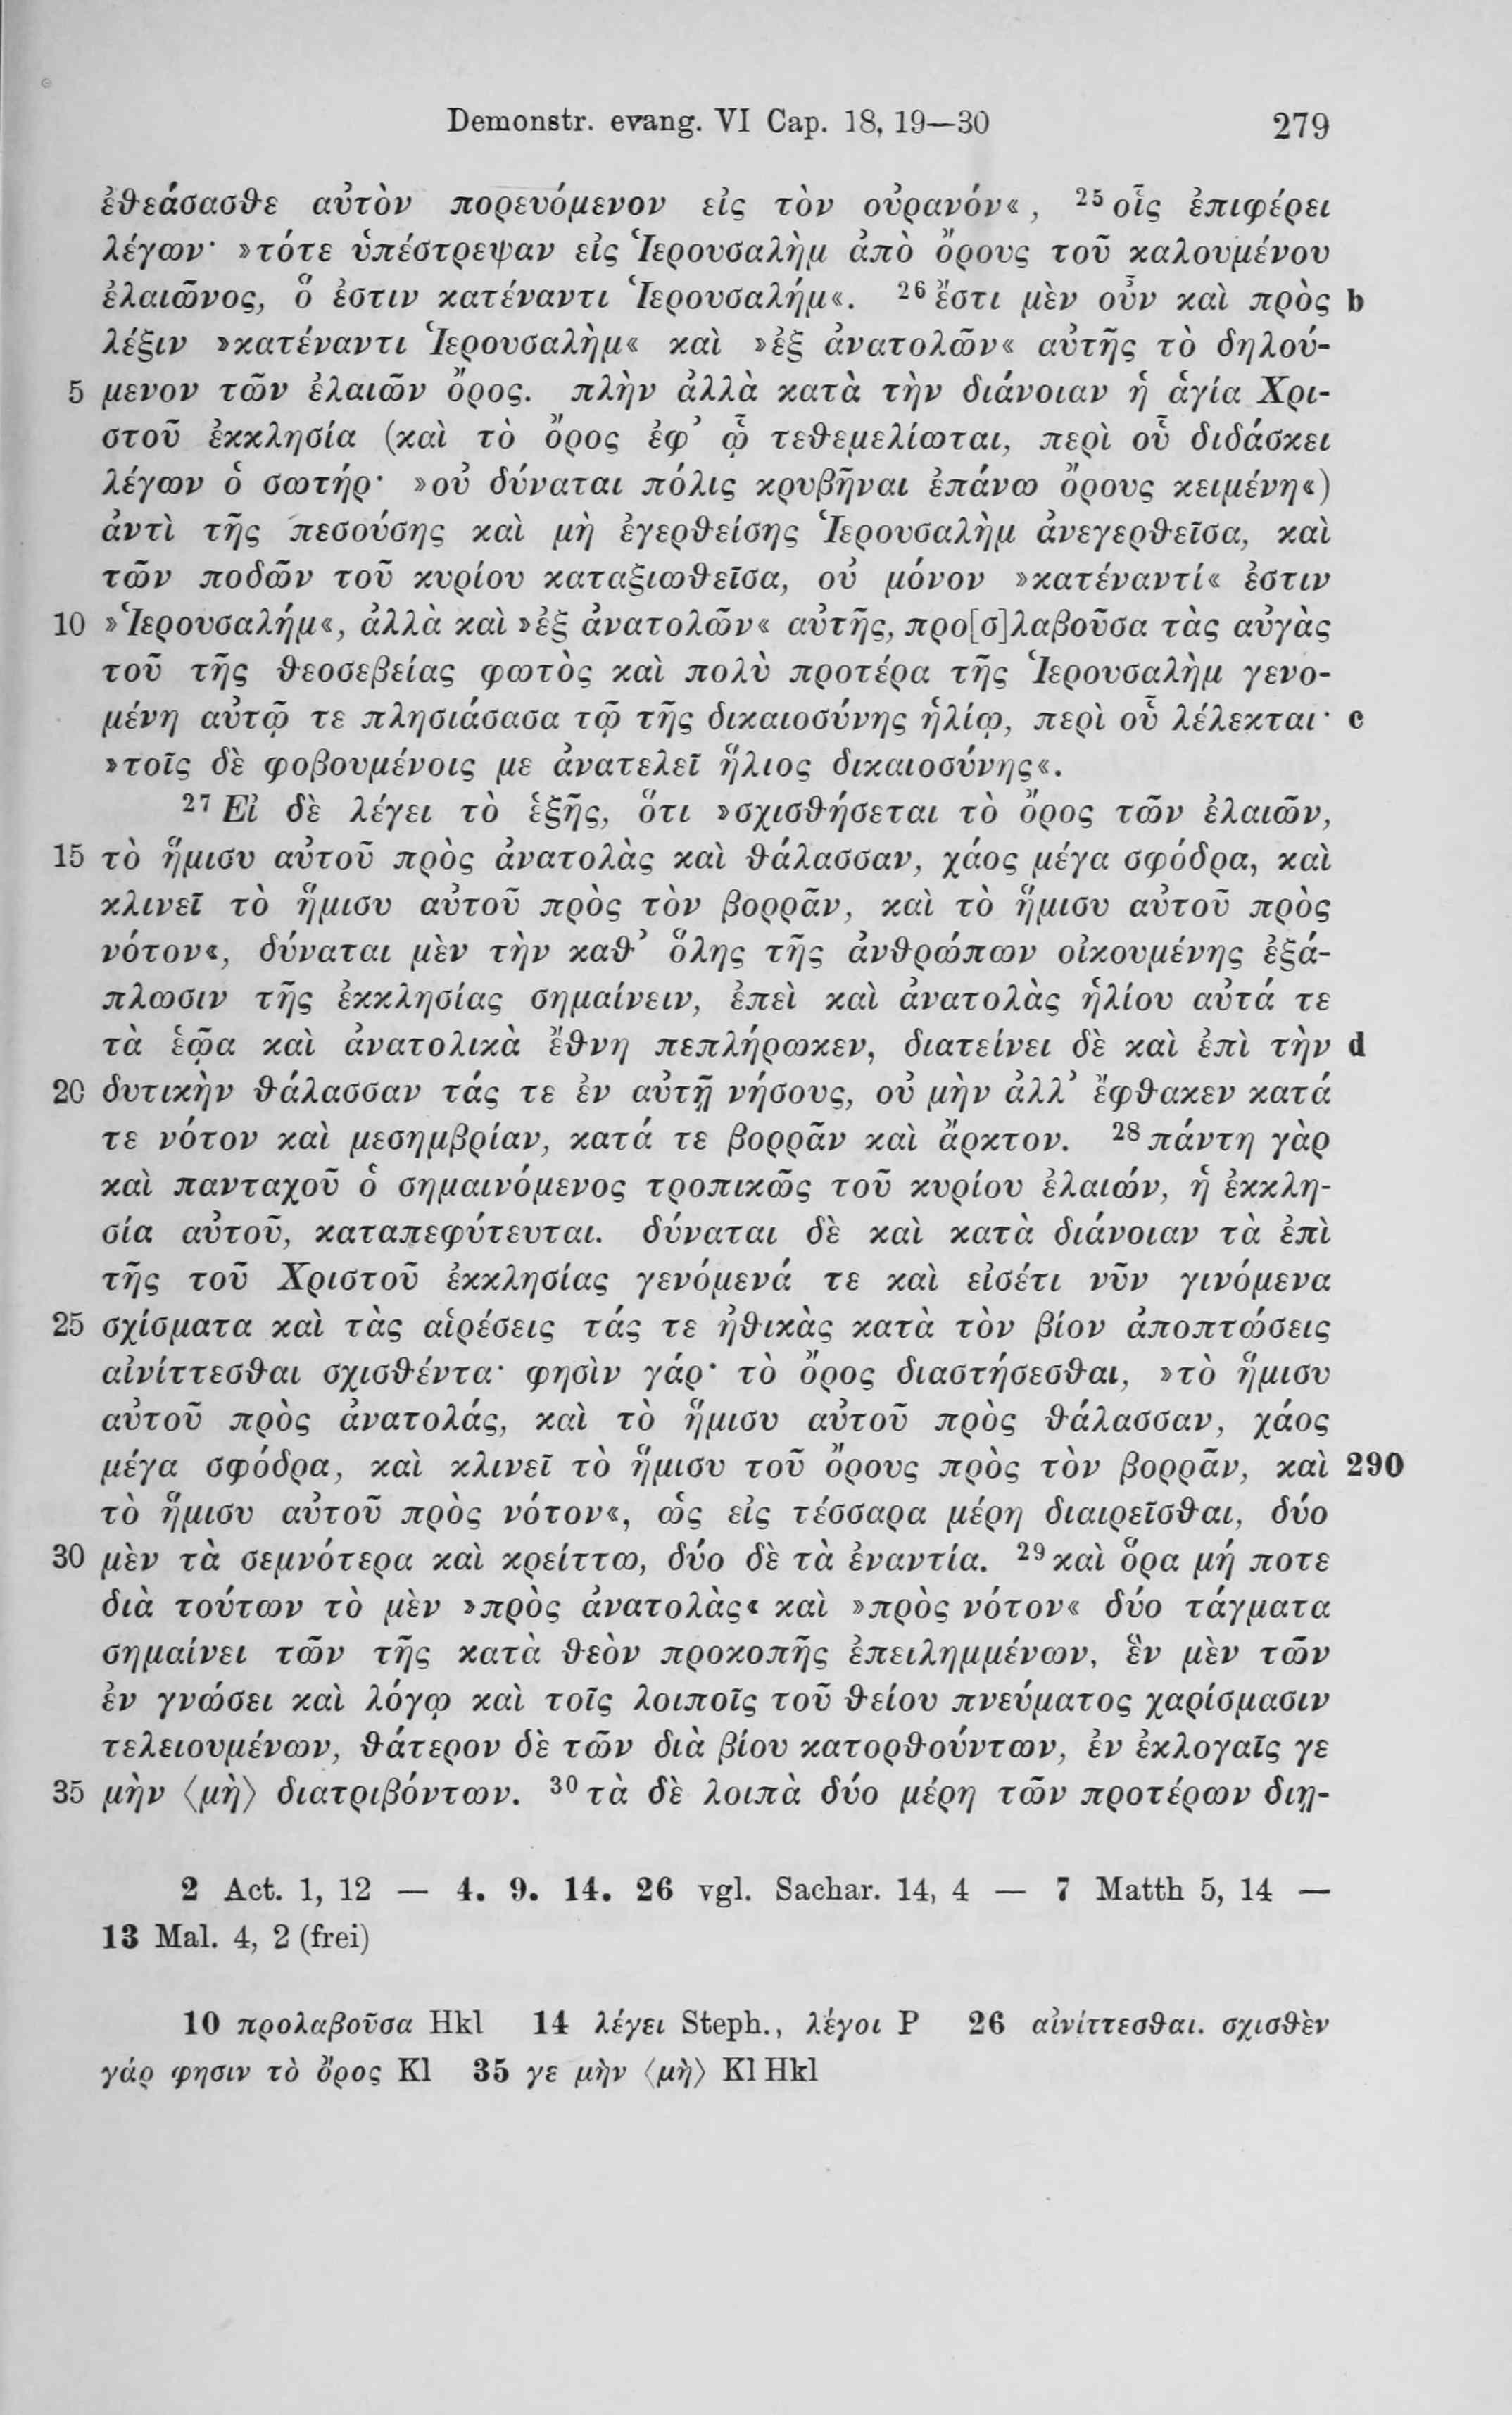 Demonstr. evang. VI Cap. 18, 19—30 279
ἐθεάσασθε αὐτὸν πορευόμενον εἰς τὸν οὐρανόν«, ²⁵ οἷς ἐπιφέρει
λέγων· »τότε ὑπέστρεψαν εἰς Ἱερουσαλὴμ ἀπὸ ὄρους τοῦ καλουμένου
ἐλαιῶνος, ὅ ἐστιν κατέναντι Ἱερουσαλήμ«. ²⁶ ἔστι μὲν οὖν καὶ πρὸς b
λέξιν »κατέναντι Ἱερουσαλὴμ« καὶ »ἐξ ἀνατολῶν« αὐτῆς τὸ δηλού-
5 μενον τῶν ἐλαιῶν ὄρος. πλὴν ἀλλὰ κατὰ τὴν διάνοιαν ἡ ἁγία Χρι-
στοῦ ἐκκλησία (καὶ τὸ ὄρος ἐφ’ ᾧ τεθεμελίωται, περὶ οὗ διδάσκει
λέγων ὁ σωτήρ· »οὐ δύναται πόλις κρυβῆναι ἐπάνω ὄρους κειμένη«)
ἀντὶ τῆς πεσούσης καὶ μὴ ἐγερθείσης Ἱερουσαλὴμ ἀνεγερθεῖσα, καὶ
τῶν ποδῶν τοῦ κυρίου καταξιωθεῖσα, οὐ μόνον »κατέναντί« ἐστιν
10 »Ἱερουσαλήμ«, ἀλλὰ καὶ »ἐξ ἀνατολῶν« αὐτῆς, προ[σ]λαβοῦσα τὰς αὐγὰς
τοῦ τῆς θεοσεβείας φωτὸς καὶ πολὺ προτέρα τῆς Ἱερουσαλὴμ γενο-
μένη αὐτῷ τε πλησιάσασα τῷ τῆς δικαιοσύνης ἡλίῳ, περὶ οὗ λέλεκται· c
»τοῖς δὲ φοβουμένοις με ἀνατελεῖ ἥλιος δικαιοσύνης«.
²⁷ Εἰ δὲ λέγει τὸ ἑξῆς, ὅτι »σχισθήσεται τὸ ὄρος τῶν ἐλαιῶν,
15 τὸ ἥμισυ αὐτοῦ πρὸς ἀνατολὰς καὶ θάλασσαν, χάος μέγα σφόδρα, καὶ
κλινεῖ τὸ ἥμισυ αὐτοῦ πρὸς τὸν βορρᾶν, καὶ τὸ ἥμισυ αὐτοῦ πρὸς
νότον«, δύναται μὲν τὴν καθ’ ὅλης τῆς ἀνθρώπων οἰκουμένης ἐξά-
πλωσιν τῆς ἐκκλησίας σημαίνειν, ἐπεὶ καὶ ἀνατολὰς ἡλίου αὐτά τε
τὰ ἑῷα καὶ ἀνατολικὰ ἔθνη πεπλήρωκεν, διατείνει δὲ καὶ ἐπὶ τὴν d
20 δυτικὴν θάλασσαν τάς τε ἐν αὐτῇ νήσους, οὐ μὴν ἀλλ’ ἔφθακεν κατά
τε νότον καὶ μεσημβρίαν, κατά τε βορρᾶν καὶ ἄρκτον. ²⁸ πάντη γὰρ
καὶ πανταχοῦ ὁ σημαινόμενος τροπικῶς τοῦ κυρίου ἐλαιών, ἡ ἐκκλη-
σία αὐτοῦ, καταπεφύτευται. δύναται δὲ καὶ κατὰ διάνοιαν τὰ ἐπὶ
τῆς τοῦ Χριστοῦ ἐκκλησίας γενόμενά τε καὶ εἰσέτι νῦν γινόμενα
25 σχίσματα καὶ τὰς αἱρέσεις τάς τε ἠθικὰς κατὰ τὸν βίον ἀποπτώσεις
αἰνίττεσθαι σχισθέντα· φησὶν γάρ· τὸ ὄρος διαστήσεσθαι, »τὸ ἥμισυ
αὐτοῦ πρὸς ἀνατολάς, καὶ τὸ ἥμισυ αὐτοῦ πρὸς θάλασσαν, χάος
μέγα σφόδρα, καὶ κλινεῖ τὸ ἥμισυ τοῦ ὄρους πρὸς τὸν βορρᾶν, καὶ 290
τὸ ἥμισυ αὐτοῦ πρὸς νότον«, ὡς εἰς τέσσαρα μέρη διαιρεῖσθαι, δύο
30 μὲν τὰ σεμνότερα καὶ κρείττω, δύο δὲ τὰ ἐναντία. ²⁹ καὶ ὅρα μή ποτε
διὰ τούτων τὸ μὲν »πρὸς ἀνατολὰς« καὶ »πρὸς νότον« δύο τάγματα
σημαίνει τῶν τῆς κατὰ θεὸν προκοπῆς ἐπειλημμένων, ἓν μὲν τῶν
ἐν γνώσει καὶ λόγῳ καὶ τοῖς λοιποῖς τοῦ θείου πνεύματος χαρίσμασιν
τελειουμένων, θάτερον δὲ τῶν διὰ βίου κατορθούντων, ἐν ἐκλογαῖς γε
35 μὴν ⟨μὴ⟩ διατριβόντων. ³⁰ τὰ δὲ λοιπὰ δύο μέρη τῶν προτέρων διῃ-
2 Act. 1, 12 — 4. 9. 14. 26 vgl. Sachar. 14, 4 — 7 Matth 5, 14 —
13 Mal. 4, 2 (frei)
10 προλαβοῦσα Hkl 14 λέγει Steph., λέγοι P 26 αἰνίττεσθαι. σχισθὲν
γάρ φησιν τὸ ὄρος Kl 35 γε μὴν ⟨μὴ⟩ Kl Hkl